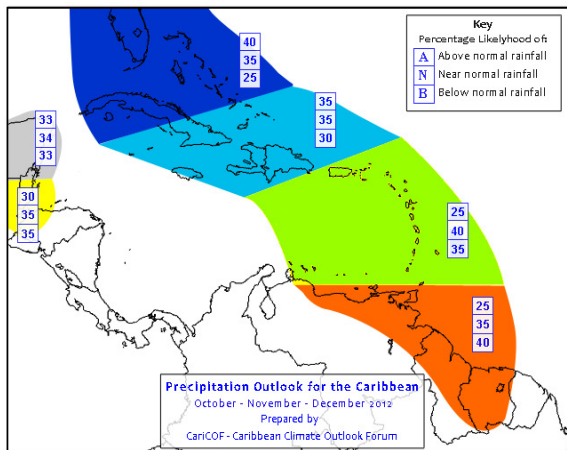 Key
Percentage Likelyhood of:
A Above normal rainfall
N Near normal rainfall
B Below normal rainfall
40
35
25
35
35
30
33
34
33
30
35
35
25
40
35
25
35
40
Precipitation Outlook for the Caribbean
October - November - December 2012
Prepared by
CariCOF - Caribbean Climate Outlook Forum